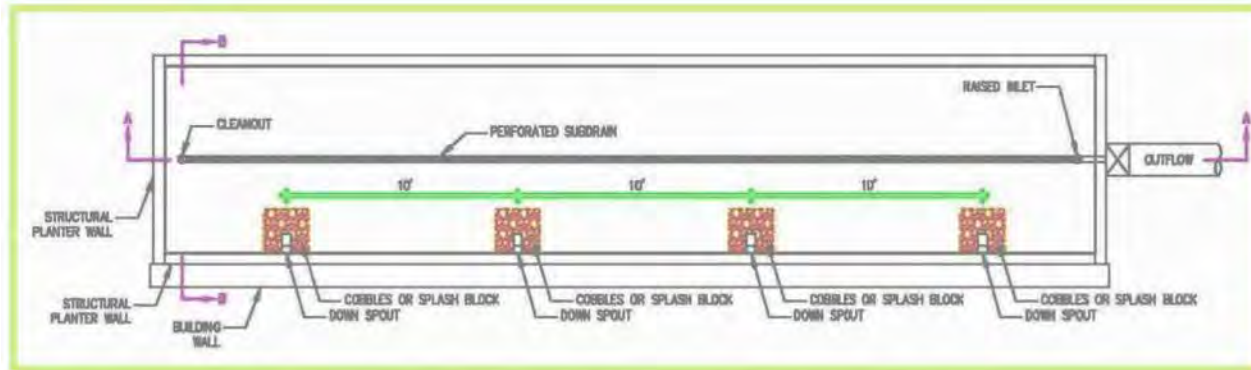 B
RAISED INLET
CLEANOUT
A
PERFORATED SUBDRAIN
A
OUTFLOW
10'
10'
10'
STRUCTURAL
PLANTER WALL
STRUCTURAL
PLANTER WALL
B
BUILDING
WALL
COBBLES OR SPLASH BLOCK
DOWN SPOUT
COBBLES OR SPLASH BLOCK
DOWN SPOUT
COBBLES OR SPLASH BLOCK
DOWN SPOUT
COBBLES OR SPLASH BLOCK
DOWN SPOUT